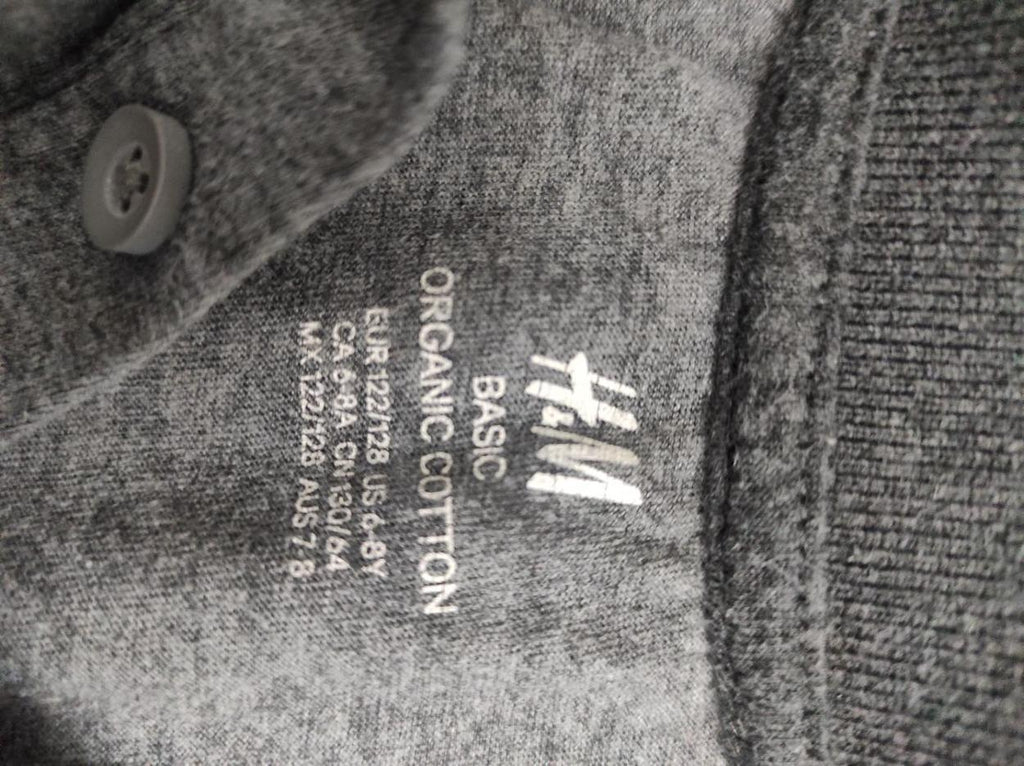 H&M
BASIC
ORGANIC COTTON
EUR 122/128 US 6-8Y
CA 6-8A CN 130/64
MX 122/128 AUS 7-8